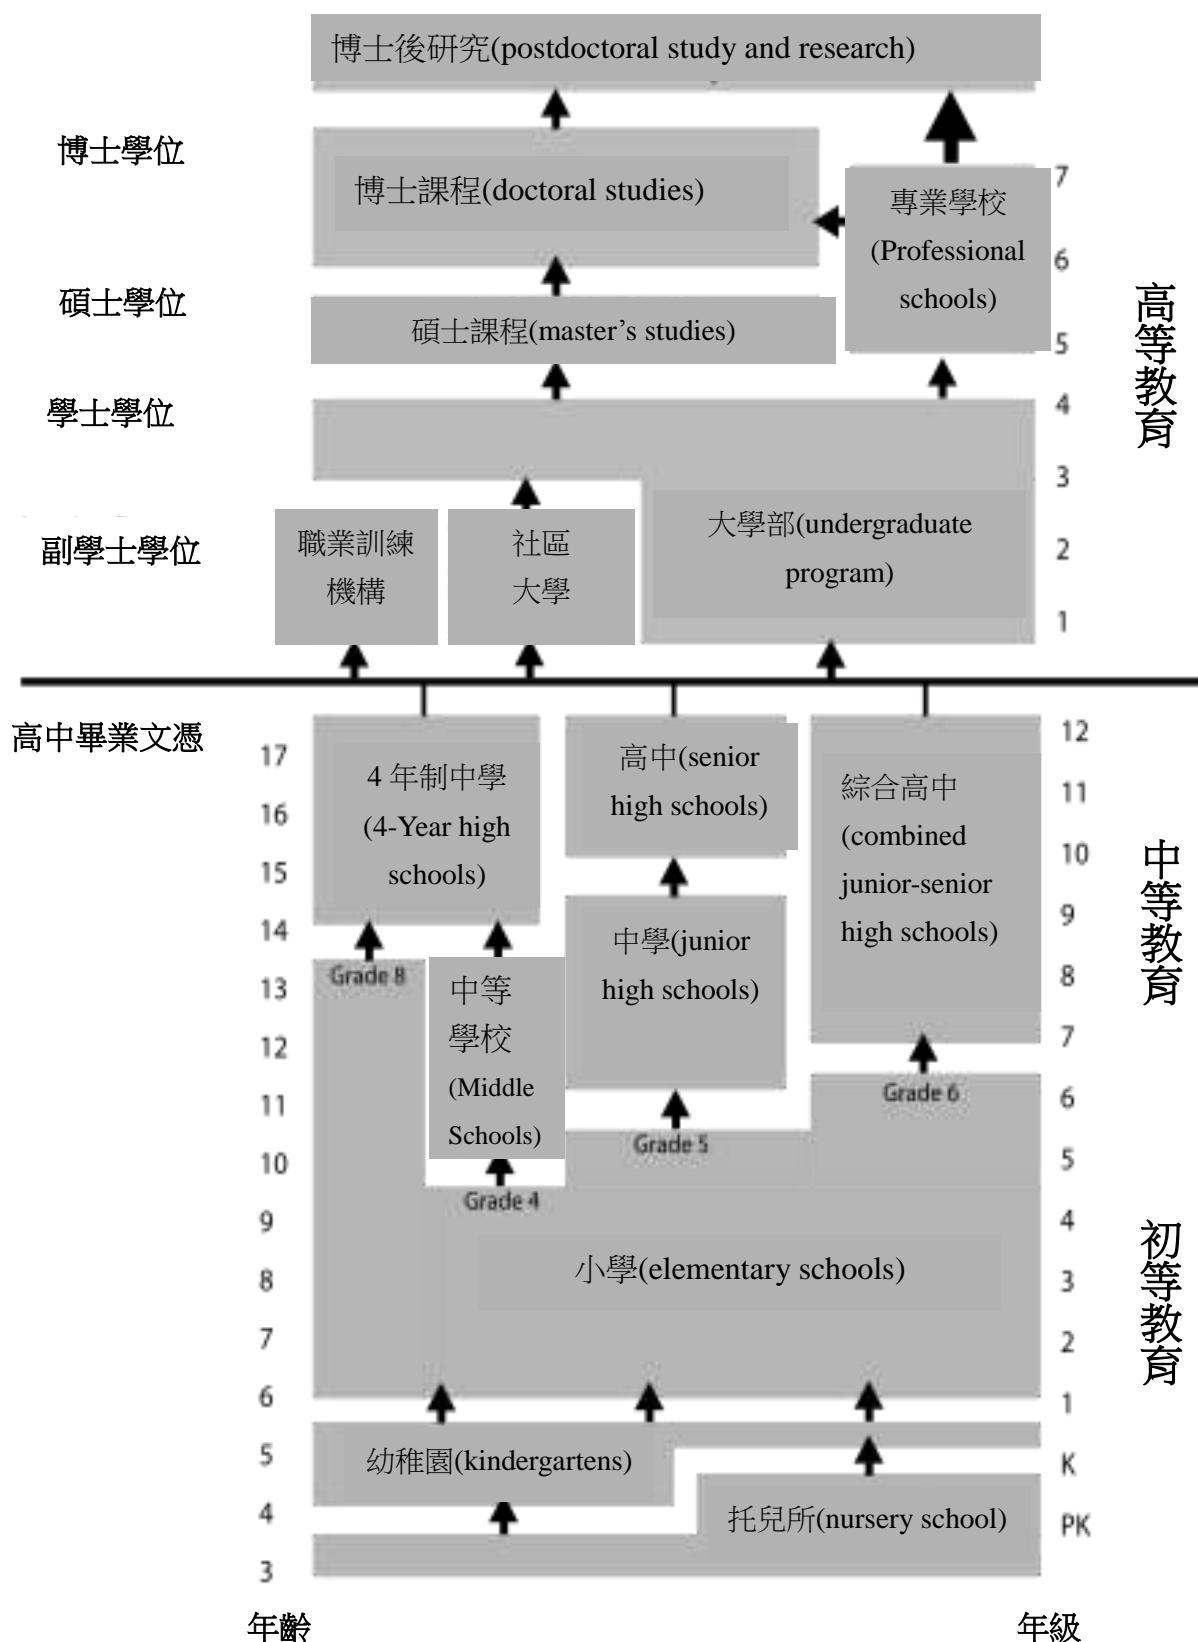 博士後研究(postdoctoral study and research)
博士學位
博士課程(doctoral studies)
7
專業學校
(Professional
schools)
6
碩士學位
碩士課程(master’s studies)
5
高等教育
學士學位
4
3
大學部(undergraduate
program)
副學士學位
職業訓練
機構
社區
大學
2
1
高中畢業文憑
17
16
15
14
13
12
11
10
9
8
7
6
5
4
3
年齡
4 年制中學
(4-Year high
schools)
高中(senior
high schools)
綜合高中
(combined
junior-senior
high schools)
中學(junior
high schools)
Grade 8
中等
學校
(Middle
Schools)
Grade 6
Grade 5
Grade 4
小學(elementary schools)
幼稚園(kindergartens)
托兒所(nursery school)
12
11
10
9
8
7
6
5
4
3
2
1
K
PK
年級
中等教育
初等教育